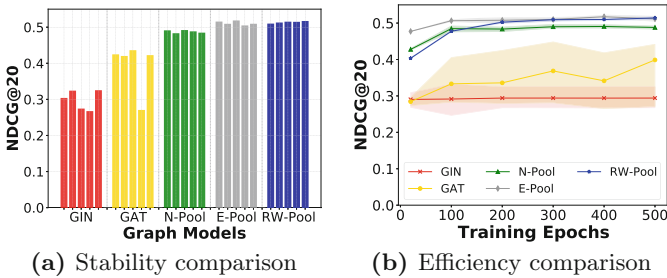 NDCG@20
0.5
0.4
0.3
0.2
0.1
0.0
GIN GAT N-Pool E-Pool RW-Pool
Graph Models
(a) Stability comparison
NDCG@20
0.5
0.4
0.3
0.2
0.1
0.0
GIN N-Pool RW-Pool
GAT E-Pool
0 100 200 300 400 500
Training Epochs
(b) Efficiency comparison